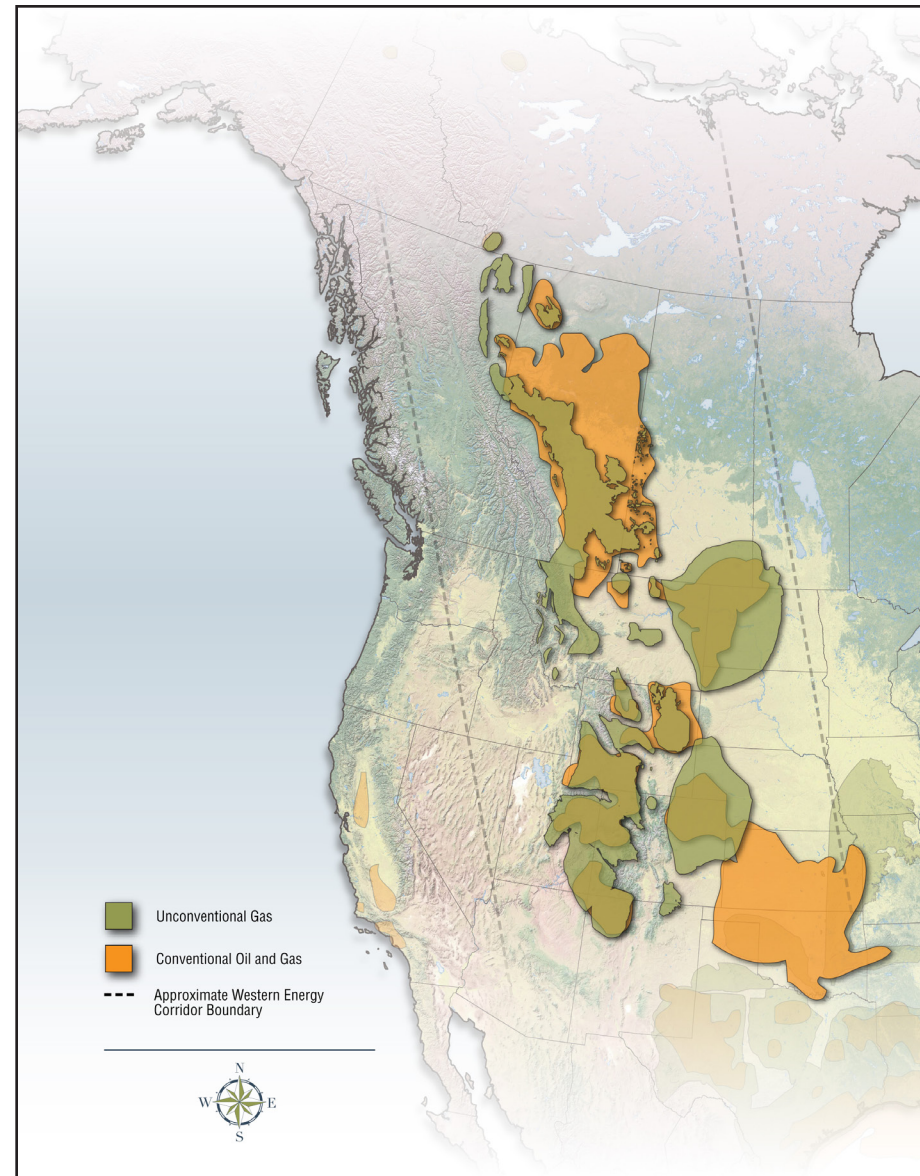 Unconventional Gas
Conventional Oil and Gas
Approximate Western Energy
Corridor Boundary
N
W E
S